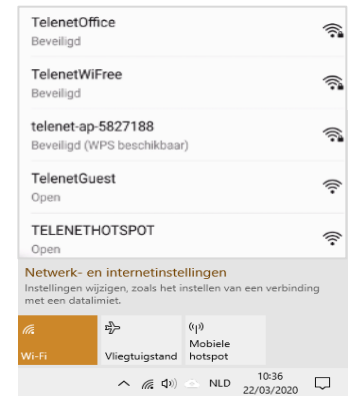 TelenetOffice
Beveiligd
TelenetWiFree
Beveiligd
telenet-ap-5827188
Beveiligd (WPS beschikbaar)
TelenetGuest
Open
TELENETHOTSPOT
Open
Netwerk- en internetinstellingen
Instellingen wijzigen, zoals het instellen van een verbinding
met een datalimiet.
Wi-Fi
Vliegtuigstand
Mobiele
hotspot
NLD
10:36
22/03/2020